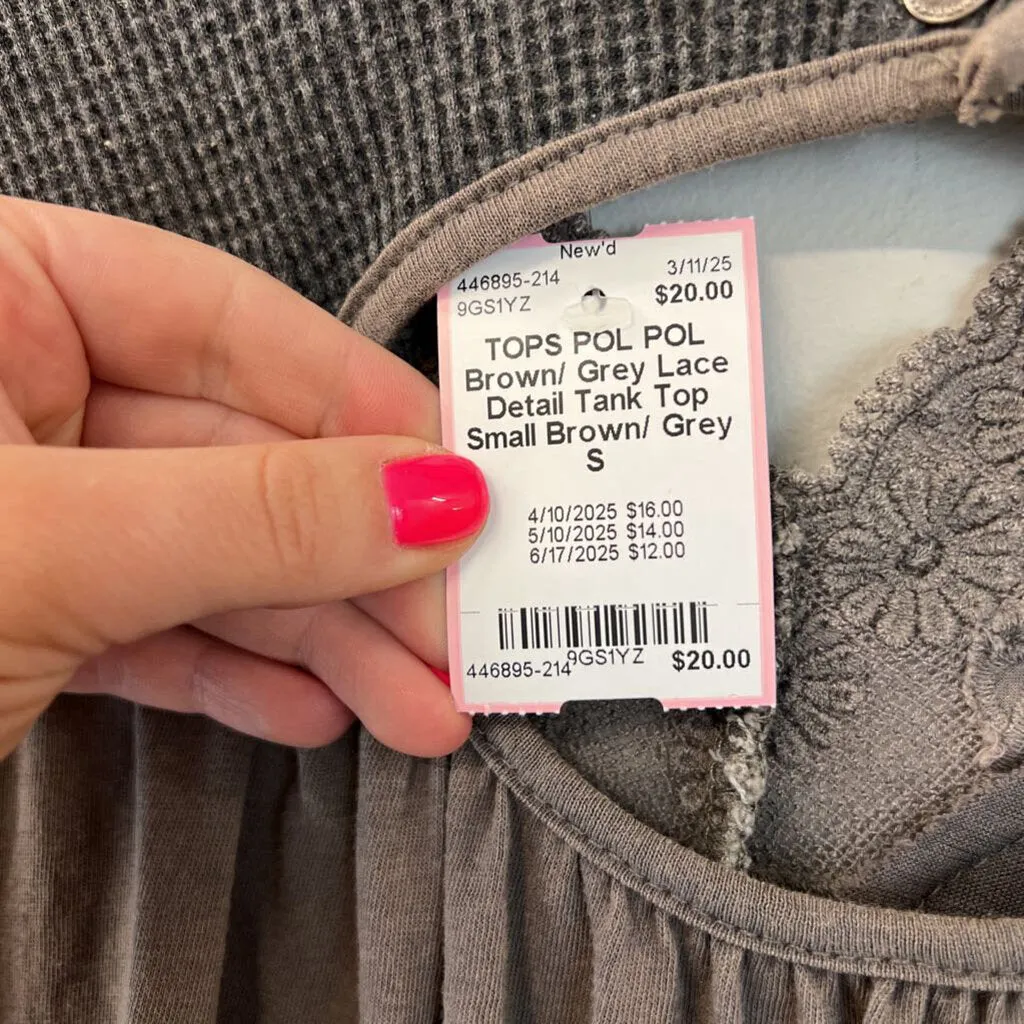 New'd
446895-214 3/11/25
9GS1YZ $20.00
TOPS POL POL
Brown/ Grey Lace
Detail Tank Top
Small Brown/ Grey
S
4/10/2025 $16.00
5/10/2025 $14.00
6/17/2025 $12.00
446895-214 9GS1YZ $20.00